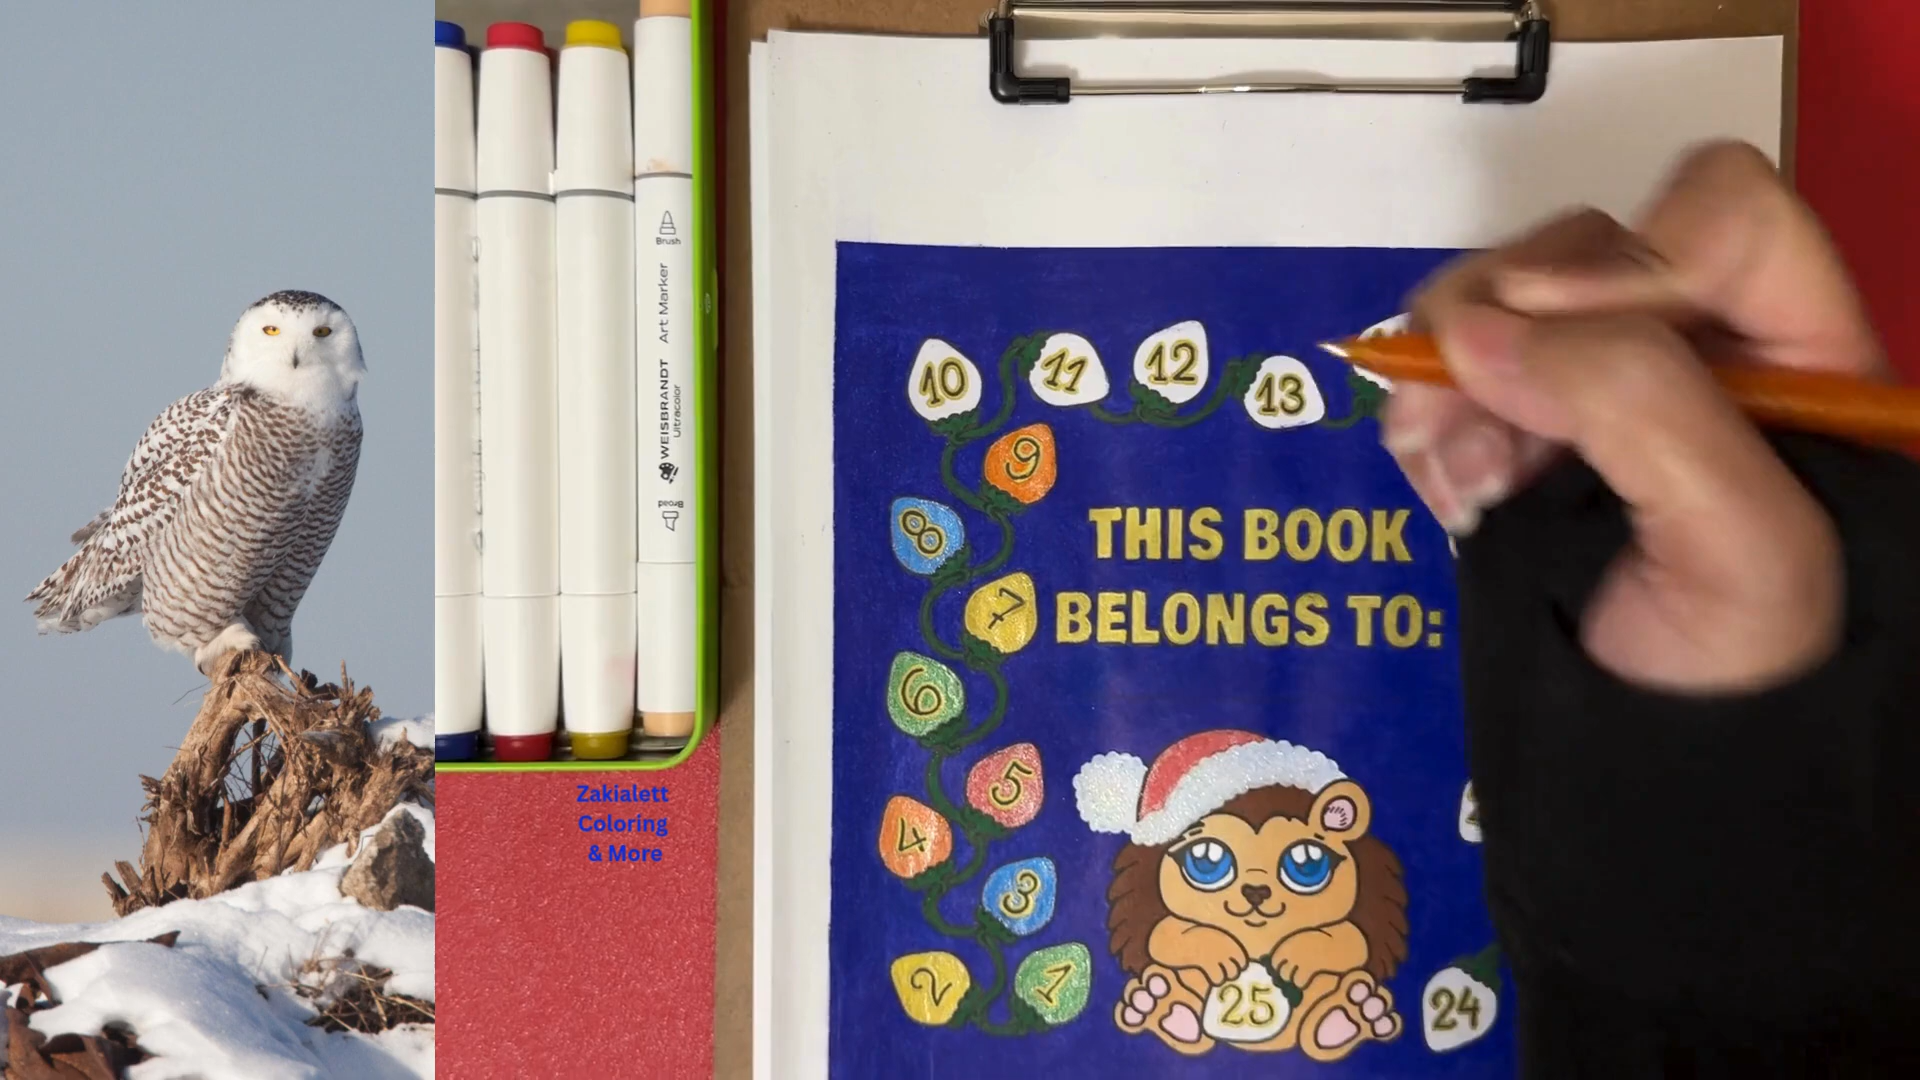 Brush
WEISBRANDT Art Marker
Ultracolor
Broad
Zakialett
Coloring
& More
10
11
12
13
9
8
7
6
5
4
3
2
1
THIS BOOK
BELONGS TO:
25
24